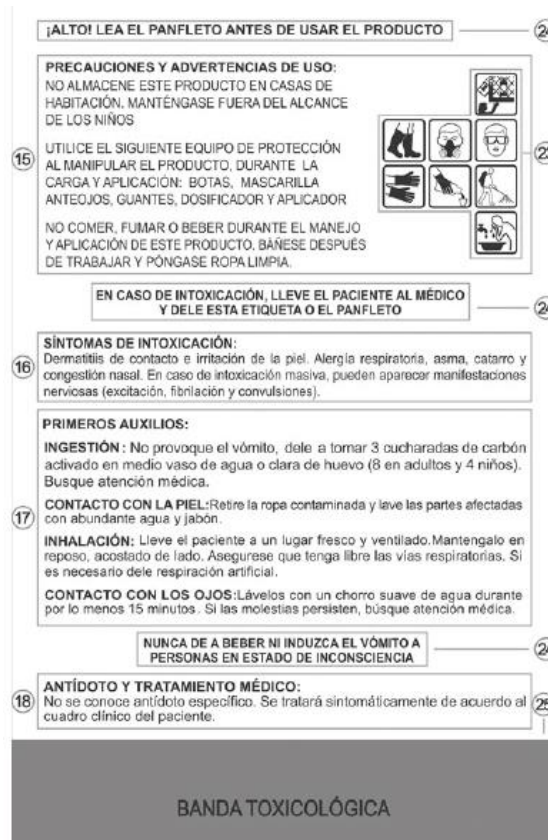 ¡ALTO! LEA EL PANFLETO ANTES DE USAR EL PRODUCTO
24
PRECAUCIONES Y ADVERTENCIAS DE USO:
NO ALMACENE ESTE PRODUCTO EN CASAS DE
HABITACIÓN. MANTÉNGASE FUERA DEL ALCANCE
DE LOS NIÑOS
15
UTILICE EL SIGUIENTE EQUIPO DE PROTECCIÓN
AL MANIPULAR EL PRODUCTO, DURANTE LA
CARGA Y APLICACIÓN: BOTAS, MASCARILLA
ANTEOJOS, GUANTES, DOSIFICADOR Y APLICADOR
NO COMER, FUMAR O BEBER DURANTE EL MANEJO
Y APLICACIÓN DE ESTE PRODUCTO, BÁÑESE DESPUÉS
DE TRABAJAR Y PÓNGASE ROPA LIMPIA.
EN CASO DE INTOXICACIÓN, LLEVE EL PACIENTE AL MÉDICO
Y DELE ESTA ETIQUETA O EL PANFLETO
24
SÍNTOMAS DE INTOXICACIÓN:
16
Dermatitiis de contacto e irritación de la piel. Alergía respiratoria, asma, catarro y
congestión nasal. En caso de intoxicación masiva, pueden aparecer manifestaciones
nerviosas (excitación, fibrilación y convulsiones).
PRIMEROS AUXILIOS:
INGESTIÓN: No provoque el vómito, dele a tomar 3 cucharadas de carbón
activado en medio vaso de agua o clara de huevo (8 en adultos y 4 niños).
Busque atención médica.
17
CONTACTO CON LA PIEL:Retire la ropa contaminada y lave las partes afectadas
con abundante agua y jabón.
INHALACIÓN: Lleve el paciente a un lugar fresco y ventilado.Mantengalo en
reposo, acostado de lado. Asegurese que tenga libre las vías respiratorias. Si
es necesario dele respiración artificial.
CONTACTO CON LOS OJOS:Lávelos con un chorro suave de agua durante
por lo menos 15 minutos. Si las molestias persisten, búsque atención médica.
NUNCA DE A BEBER NI INDUZCA EL VÓMITO A
PERSONAS EN ESTADO DE INCONSCIENCIA
24
ANTÍDOTO Y TRATAMIENTO MÉDICO:
18
No se conoce antídoto específico. Se tratará sintomáticamente de acuerdo al
cuadro clínico del paciente.
25
BANDA TOXICOLÓGICA